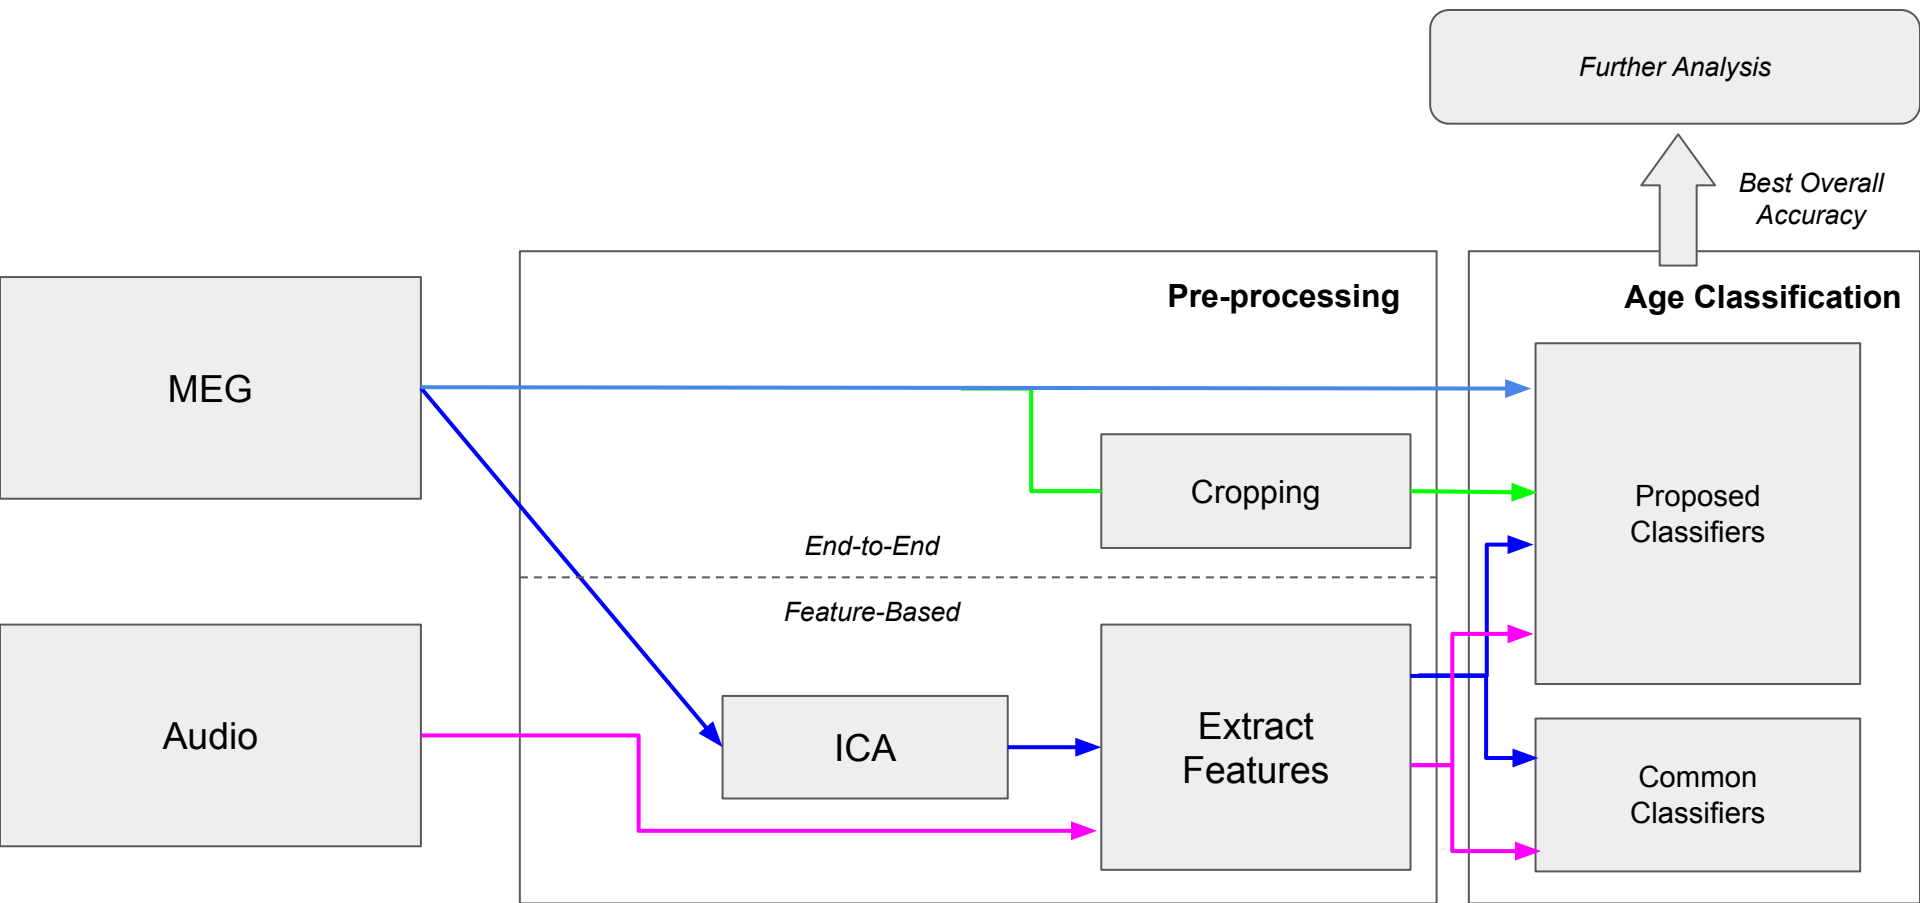 Further Analysis
Best Overall
Accuracy
Pre-processing
Age Classification
MEG
Cropping
Proposed
Classifiers
End-to-End
Feature-Based
Audio
ICA
Extract
Features
Common
Classifiers